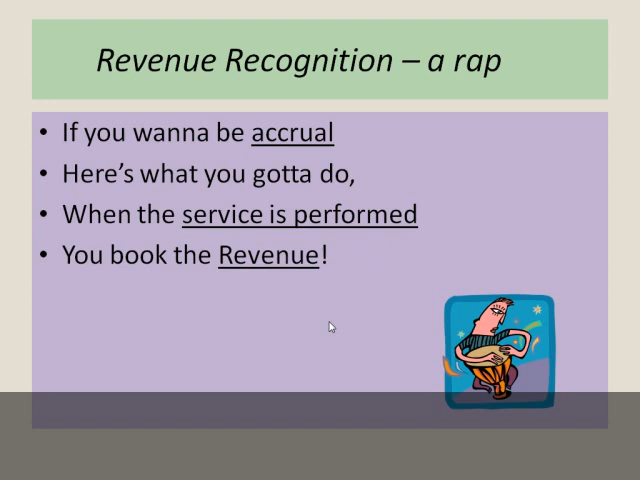 Revenue Recognition – a rap
• If you wanna be accrual
• Here's what you gotta do,
• When the service is performed
• You book the Revenue!